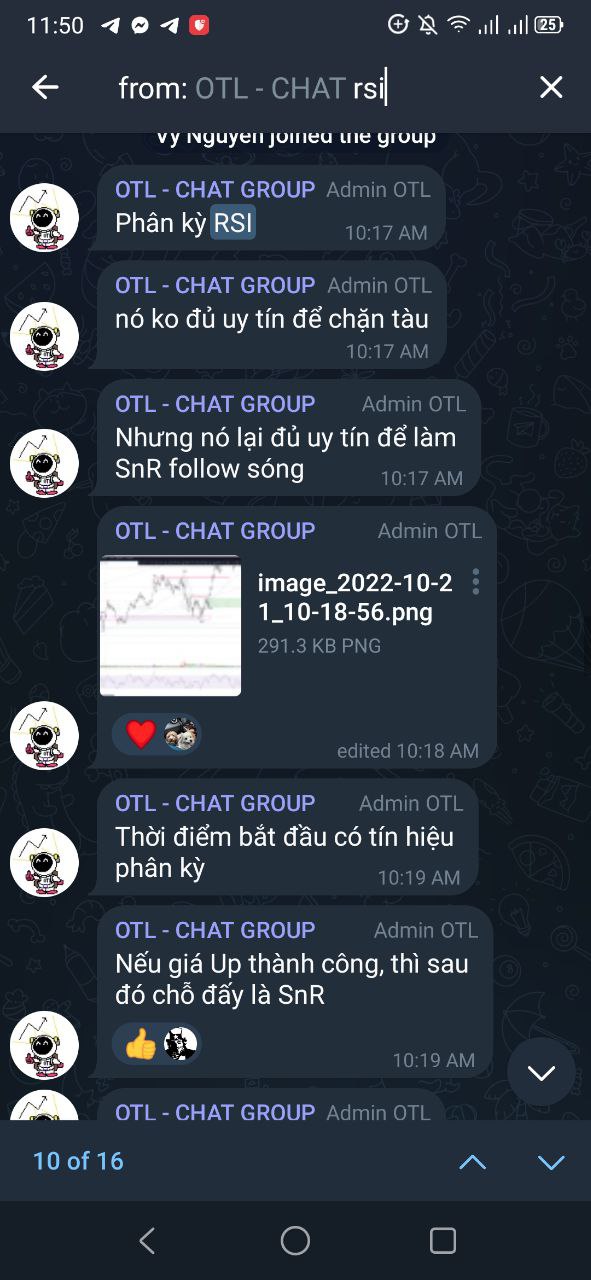 11:50
25
from: OTL - CHAT rsi
Vy Nguyen joined the group
OTL - CHAT GROUP Admin OTL
Phân kỳ RSI
10:17 AM
OTL - CHAT GROUP Admin OTL
nó ko đủ uy tín để chặn tàu
10:17 AM
OTL - CHAT GROUP Admin OTL
Nhưng nó lại đủ uy tín để làm
SnR follow sóng
10:17 AM
OTL - CHAT GROUP Admin OTL
image_2022-10-2
1_10-18-56.png
291.3 KB PNG
edited 10:18 AM
OTL - CHAT GROUP Admin OTL
Thời điểm bắt đầu có tín hiệu
phân kỳ
10:19 AM
OTL - CHAT GROUP Admin OTL
Nếu giá Up thành công, thì sau
đó chỗ đấy là SnR
10:19 AM
OTL - CHAT GROUP Admin OTL
10 of 16